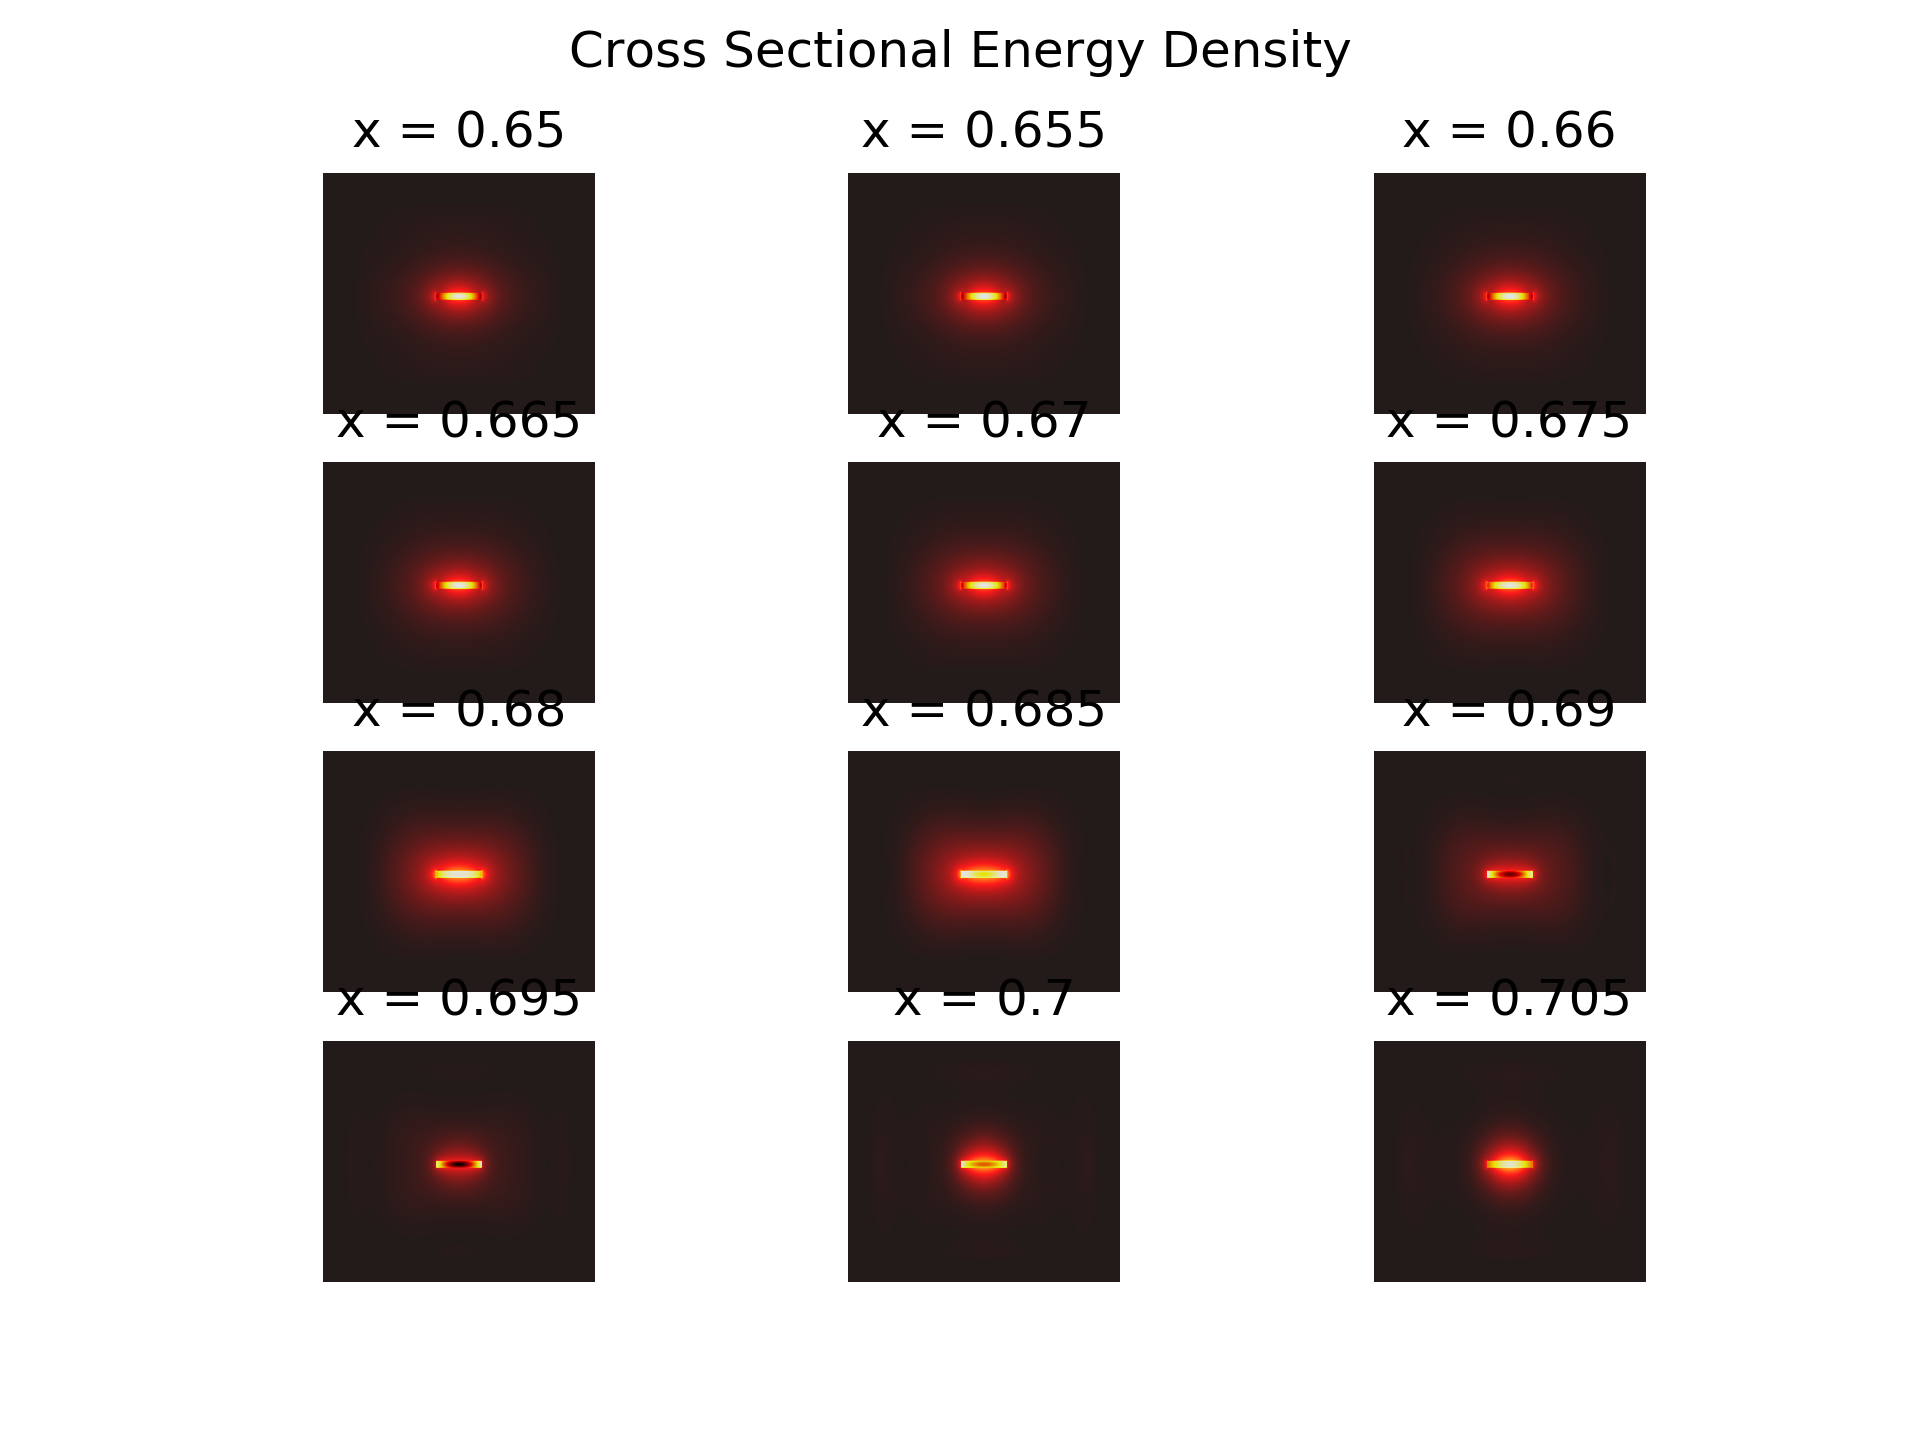 Cross Sectional Energy Density
x = 0.65
x = 0.655
x = 0.66
x = 0.665
x = 0.67
x = 0.675
x = 0.68
x = 0.685
x = 0.69
x = 0.695
x = 0.7
x = 0.705